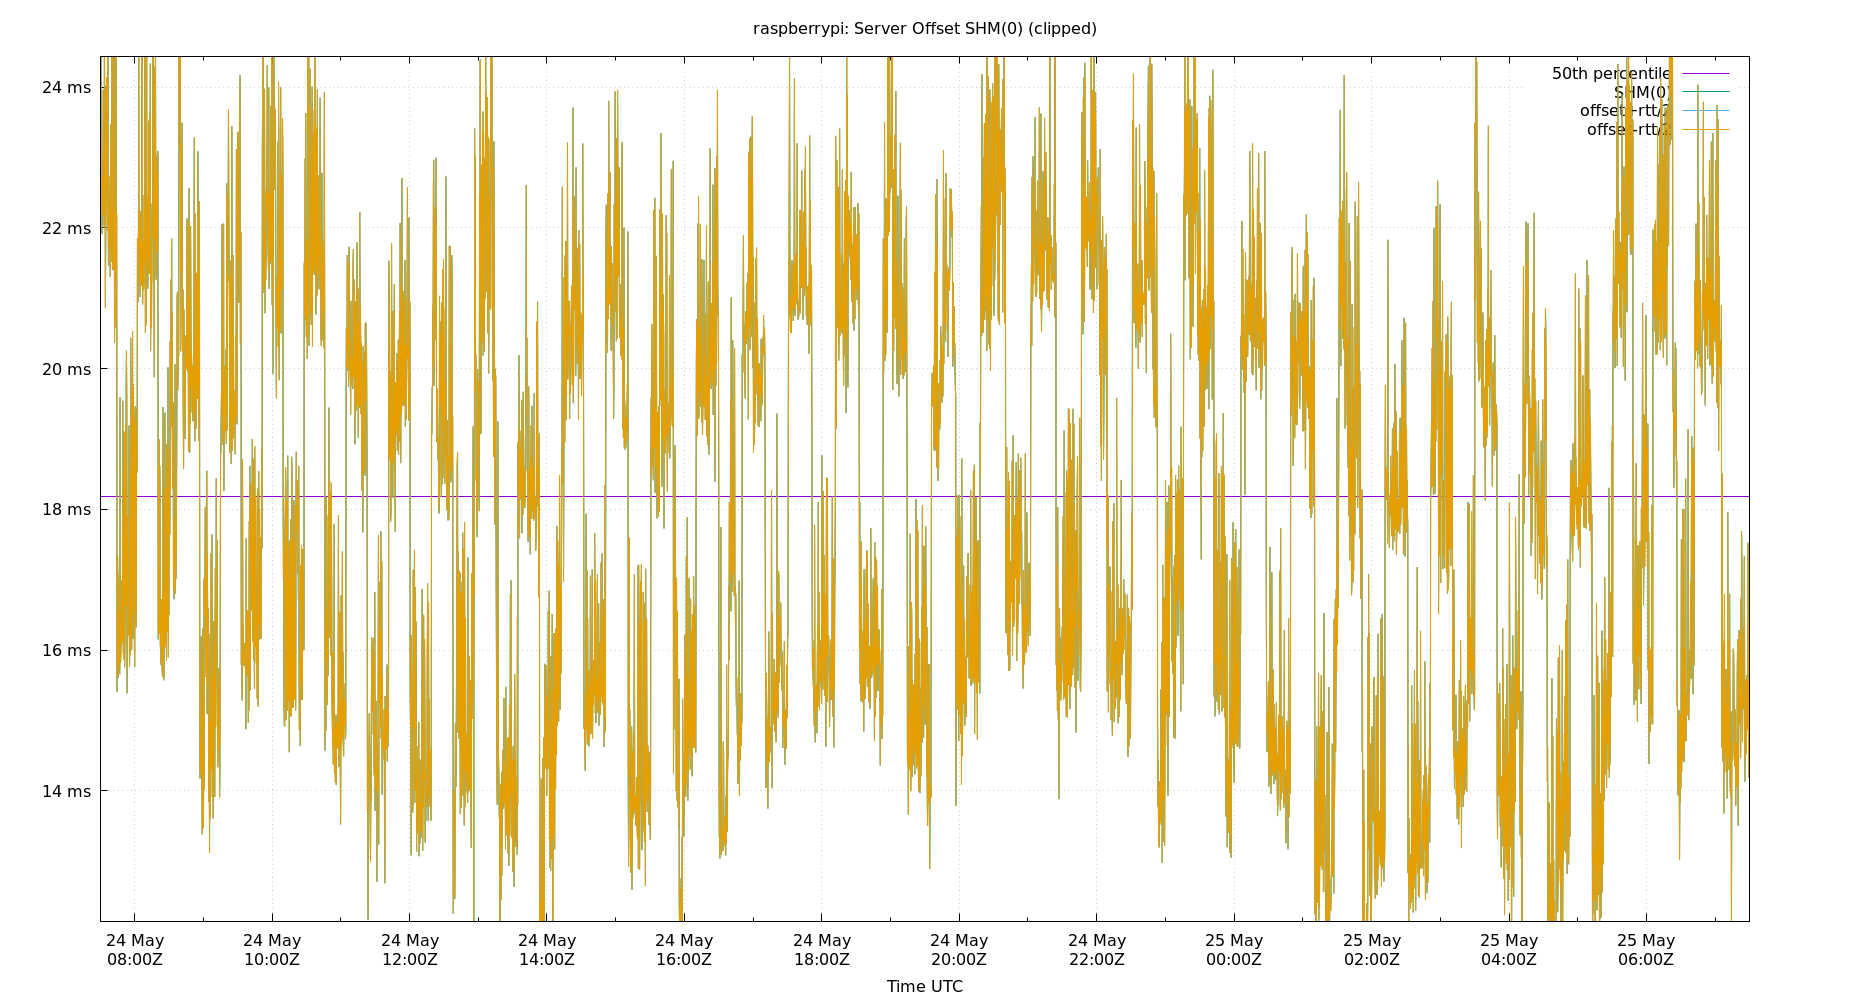 raspberrypi: Server Offset SHM(0) (clipped)
24 ms
22 ms
20 ms
18 ms
16 ms
14 ms
50th percentile
SHM(0)
offset+rtt/2
offset-rtt/2
24 May 24 May 24 May 24 May 24 May 24 May 24 May 24 May 25 May 25 May 25 May 25 May
08:00Z 10:00Z 12:00Z 14:00Z 16:00Z 18:00Z 20:00Z 22:00Z 00:00Z 02:00Z 04:00Z 06:00Z
Time UTC